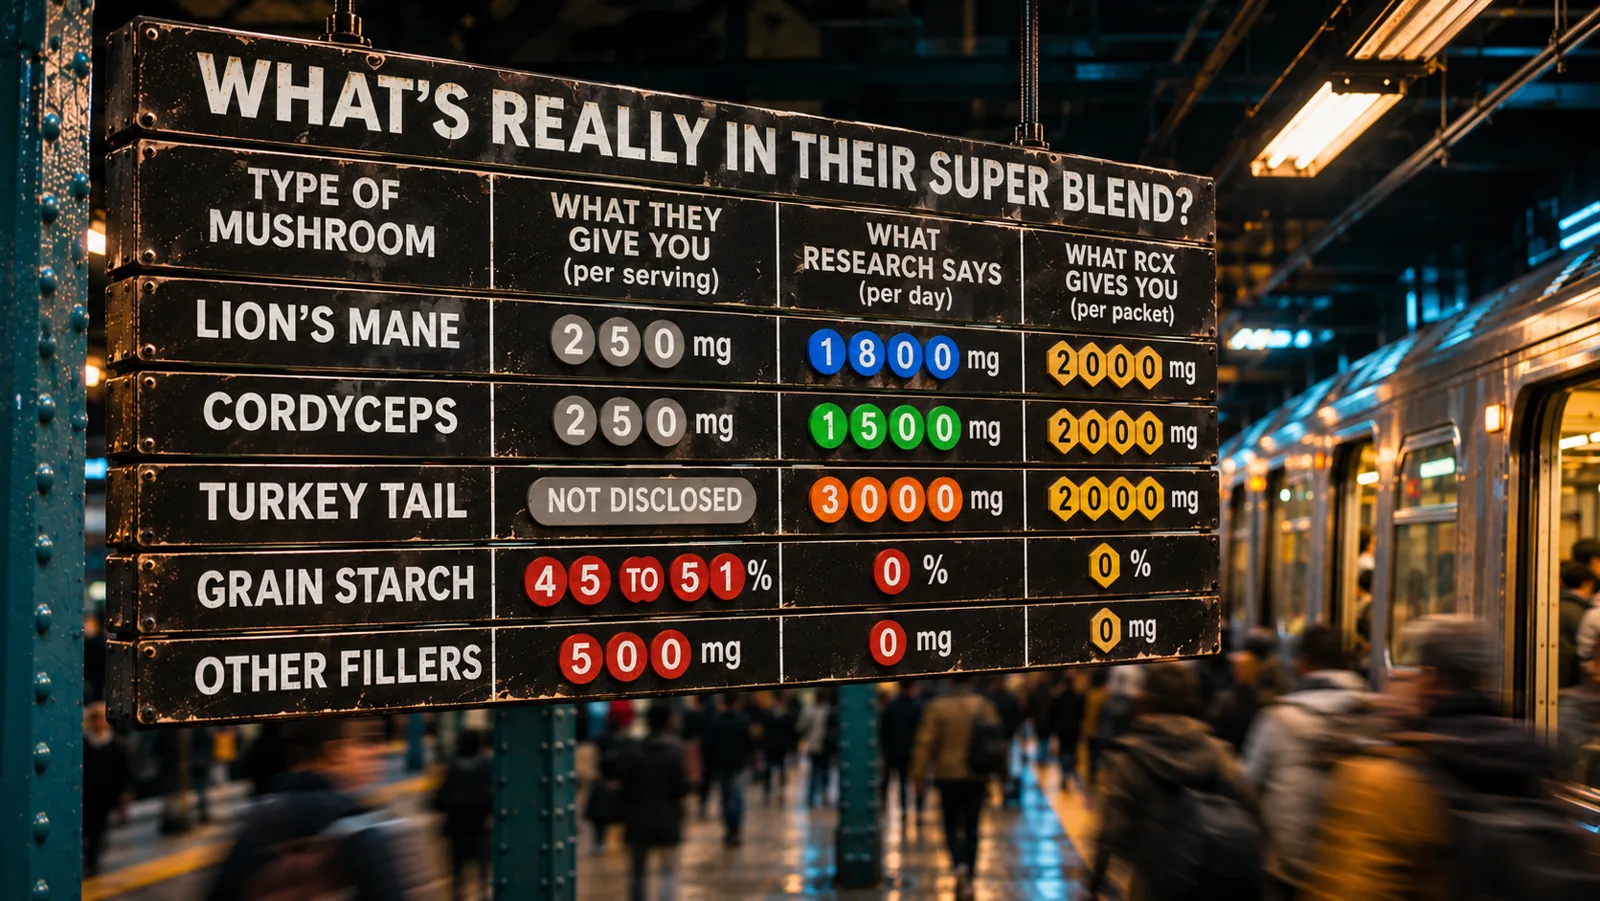 WHAT'S REALLY IN THEIR SUPER BLEND?
TYPE OF
MUSHROOM
WHAT THEY
GIVE YOU
(per serving)
WHAT
RESEARCH SAYS
(per day)
WHAT RCX
GIVES YOU
(per packet)
LION'S MANE
250 mg
1800 mg
2000 mg
CORDYCEPS
250 mg
1500 mg
2000 mg
TURKEY TAIL
NOT DISCLOSED
3000 mg
2000 mg
GRAIN STARCH
45 TO 51%
0 %
0 %
OTHER FILLERS
500 mg
0 mg
0 mg